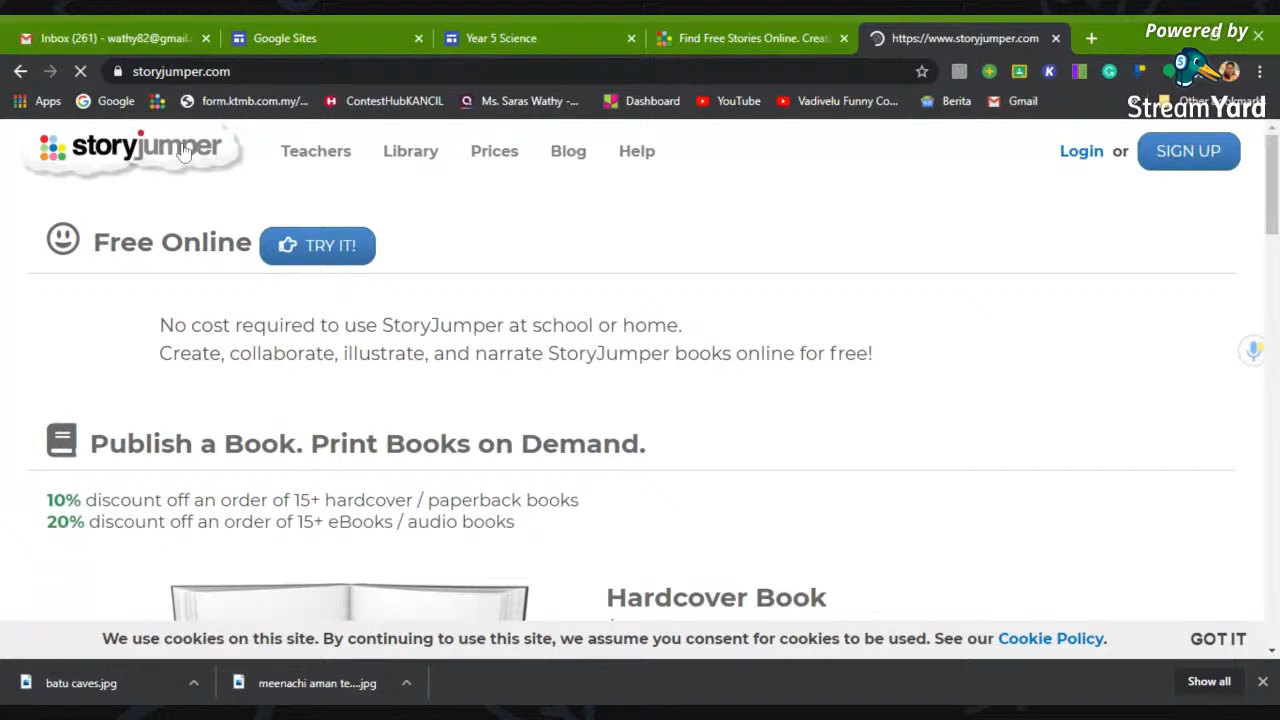 Powered by
StreamYard
Inbox (261) - wathy82@gmail.
Google Sites
Year 5 Science
Find Free Stories Online. Creat
https://www.storyjumper.com
storyjumper.com
Apps
Google
form.ktmb.com.my/...
ContestHubKANCIL
Ms. Saras Wathy -...
Dashboard
YouTube
Vadivelu Funny Co...
Berita
Gmail
Other bookmarks
storyjumper
Teachers
Library
Prices
Blog
Help
Login or
SIGN UP
Free Online
TRY IT!
No cost required to use StoryJumper at school or home.
Create, collaborate, illustrate, and narrate StoryJumper books online for free!
Publish a Book. Print Books on Demand.
10% discount off an order of 15+ hardcover / paperback books
20% discount off an order of 15+ eBooks / audio books
Hardcover Book
We use cookies on this site. By continuing to use this site, we assume you consent for cookies to be used. See our Cookie Policy.
GOT IT
batu caves.jpg
meenachi aman te....jpg
Show all